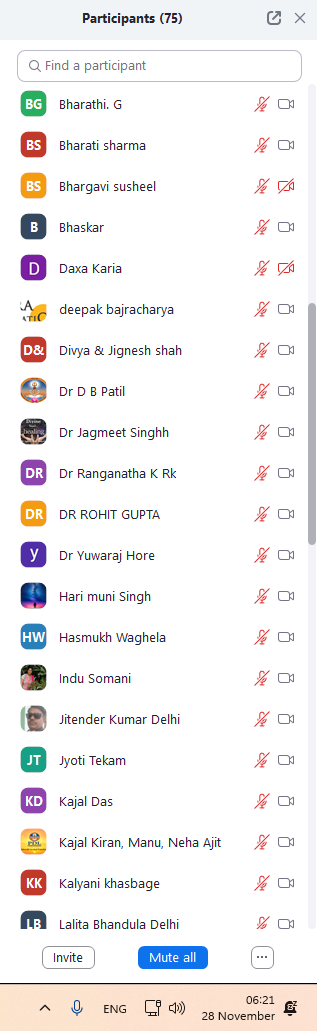 Participants (75)
Find a participant
BG Bharathi. G
BS Bharati sharma
BS Bhargavi susheel
B Bhaskar
D Daxa Karia
deepak bajracharya
D& Divya & Jignesh shah
Dr D B Patil
Dr Jagmeet Singhh
DR Dr Ranganatha K Rk
DR DR ROHIT GUPTA
y Dr Yuwaraj Hore
Hari muni Singh
HW Hasmukh Waghela
Indu Somani
Jitender Kumar Delhi
JT Jyoti Tekam
KD Kajal Das
Kajal Kiran, Manu, Neha Ajit
KK Kalyani khasbage
LB Lalita Bhandula Delhi
Invite Mute all ...
ENG 06:21
28 November